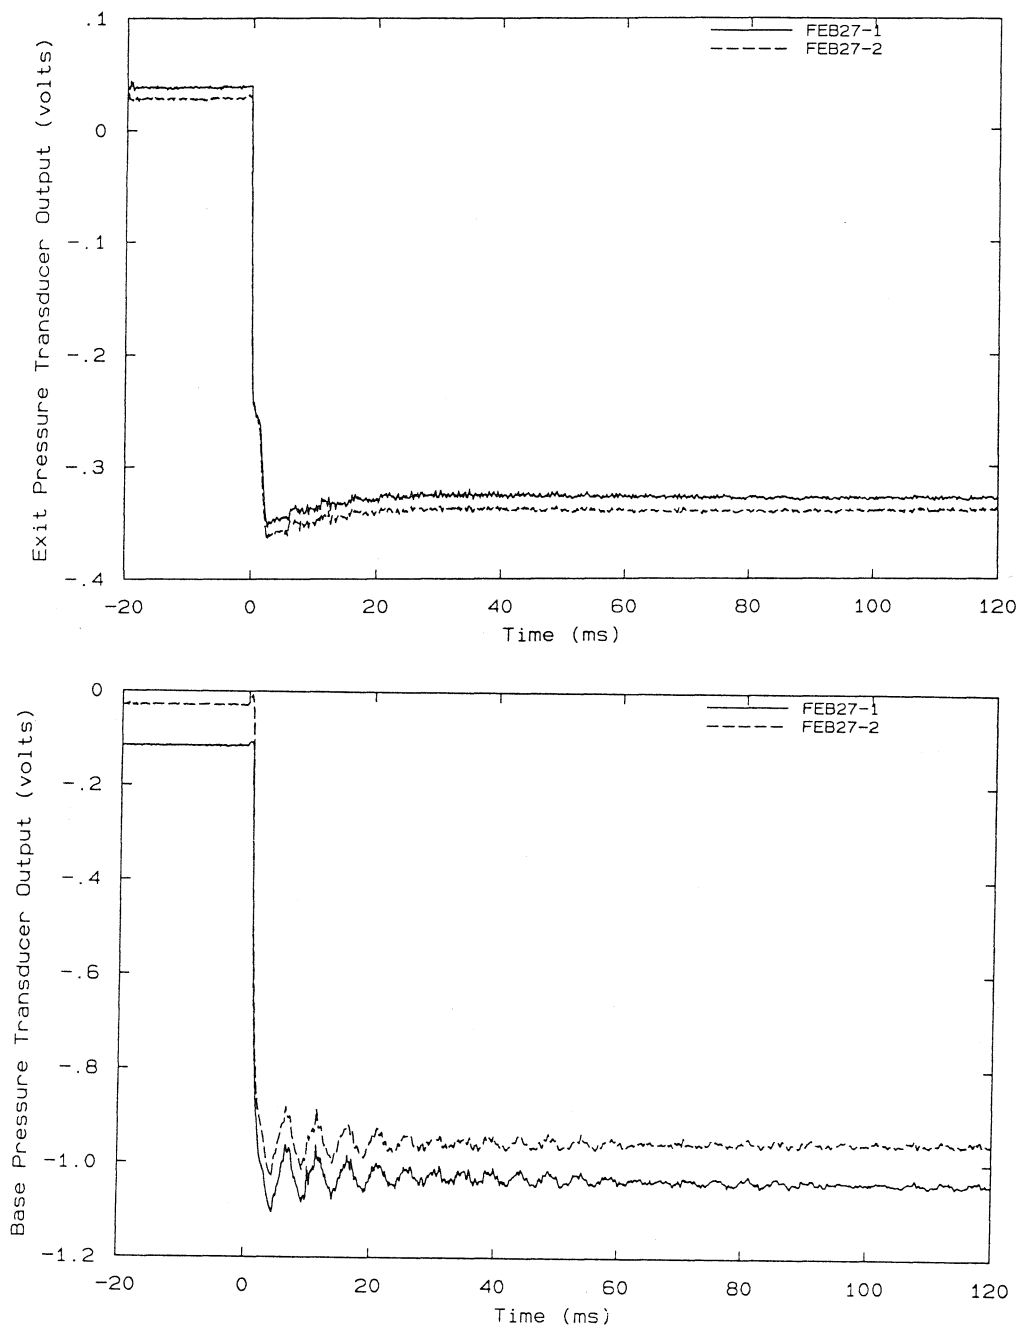 Exit Pressure Transducer Output (volts)
.1
0
-.1
-.2
-.3
-.4
FEB27-1
FEB27-2
-20 0 20 40 60 80 100 120
Time (ms)
Base Pressure Transducer Output (volts)
0
-.2
-.4
-.6
-.8
-1.0
-1.2
FEB27-1
FEB27-2
-20 0 20 40 60 80 100 120
Time (ms)